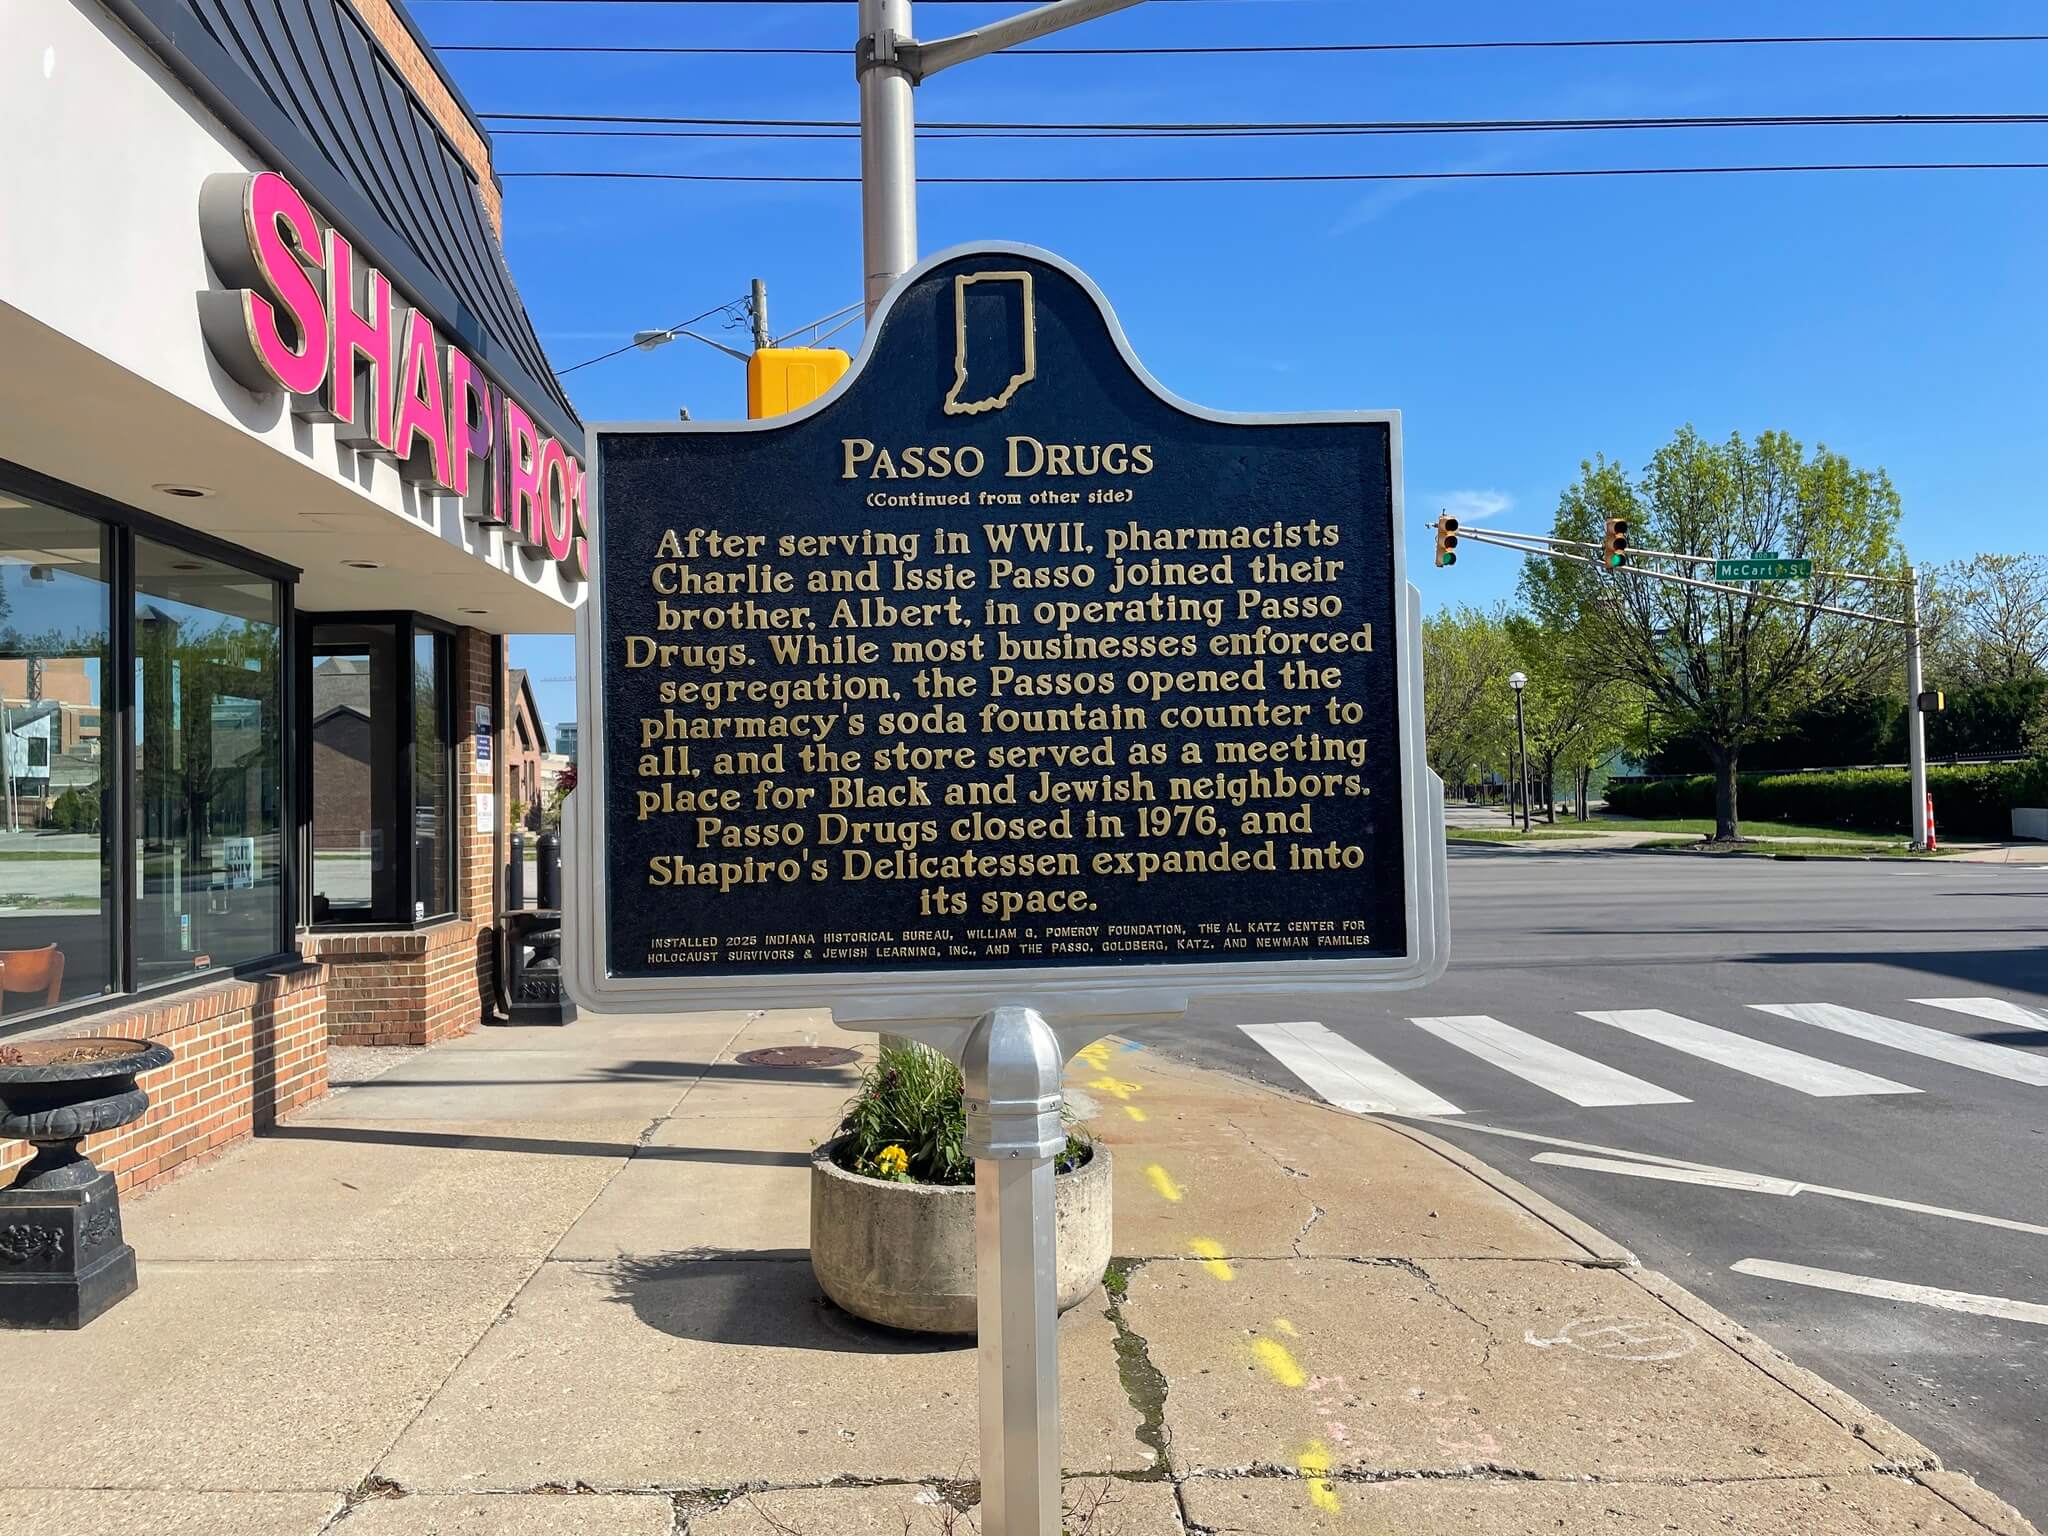 SHAPIRO'S
PASSO DRUGS
(Continued from other side)
After serving in WWII, pharmacists
Charlie and Issie Passo joined their
brother, Albert, in operating Passo
Drugs. While most businesses enforced
segregation, the Passos opened the
pharmacy's soda fountain counter to
all, and the store served as a meeting
place for Black and Jewish neighbors.
Passo Drugs closed in 1976, and
Shapiro's Delicatessen expanded into
its space.
INSTALLED 2025 INDIANA HISTORICAL BUREAU, WILLIAM G. POMEROY FOUNDATION, THE AL KATZ CENTER FOR
HOLOCAUST SURVIVORS & JEWISH LEARNING, INC., AND THE PASSO, GOLDBERG, KATZ, AND NEWMAN FAMILIES
McCarty St
EXIT
ONLY